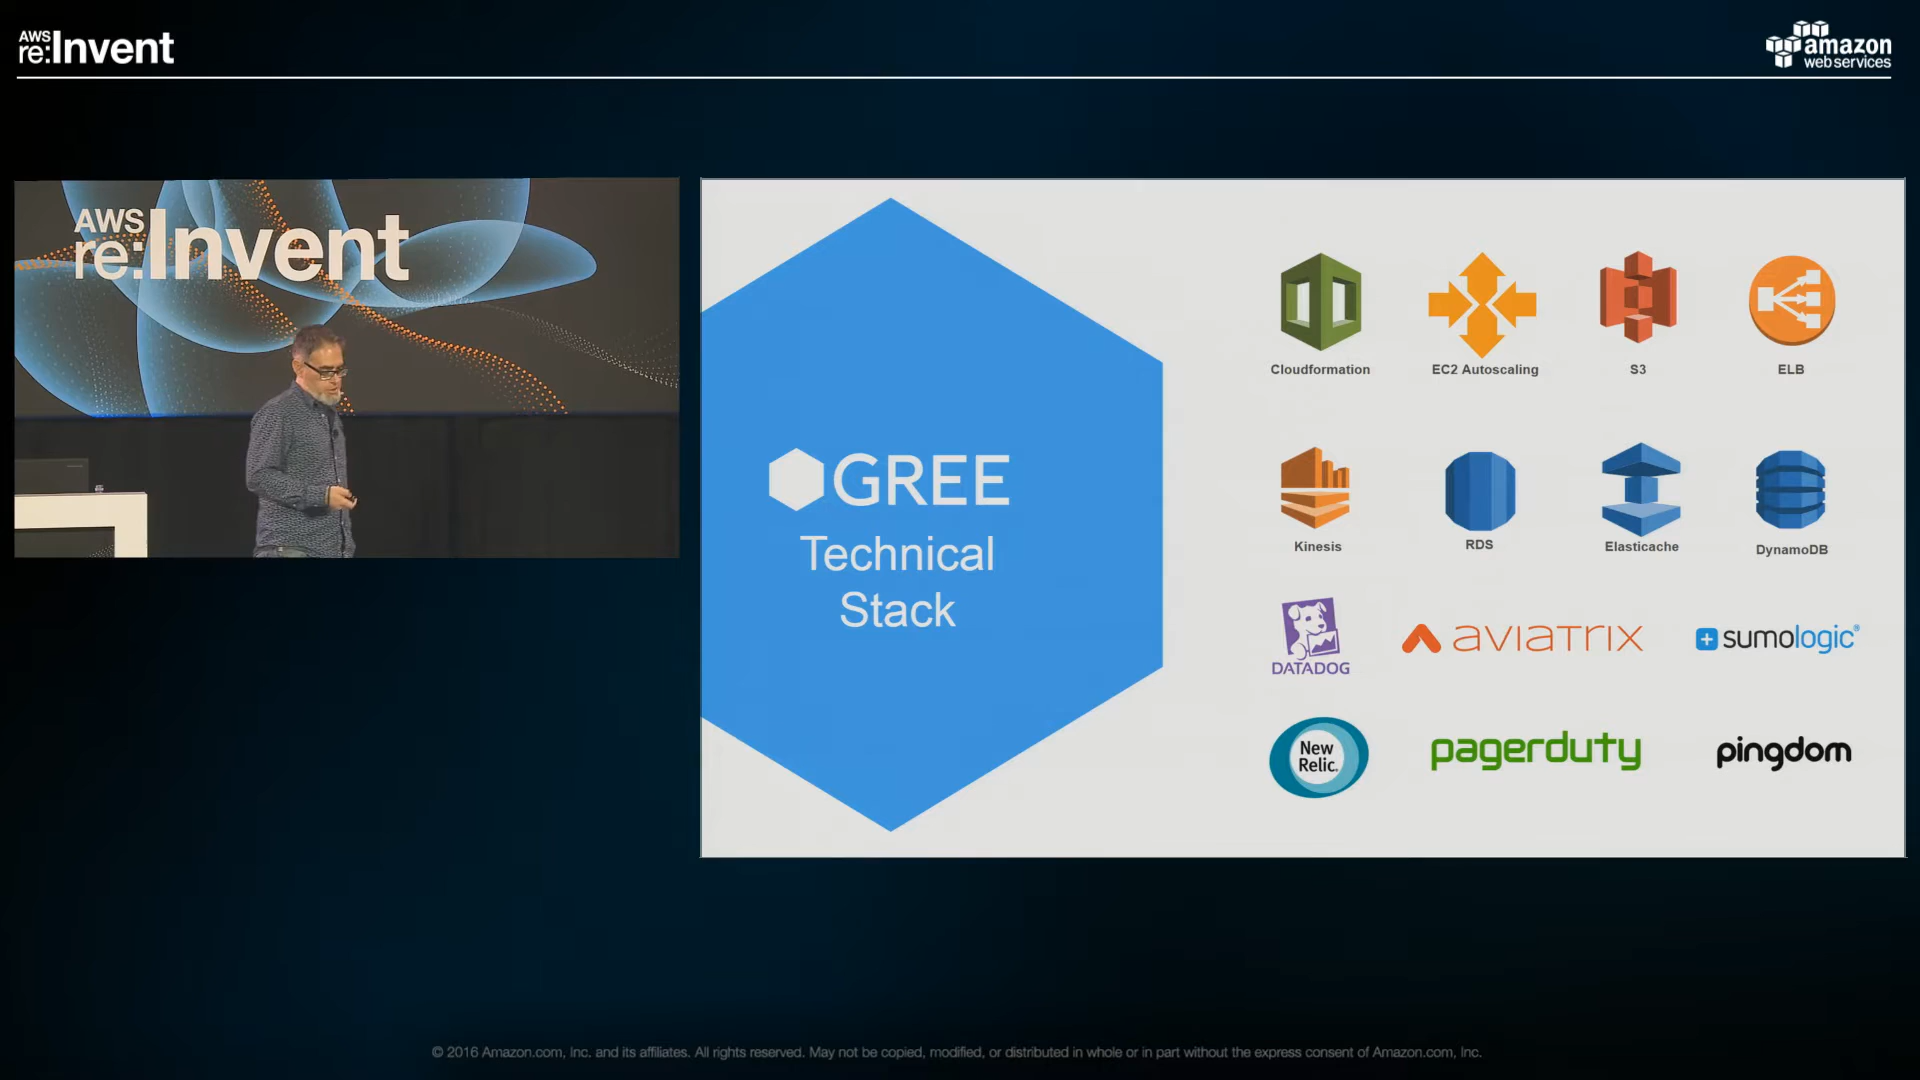 AWS
re:Invent
amazon
web services
AWS
re:Invent
GREE
Technical
Stack
Cloudformation
EC2 Autoscaling
S3
ELB
Kinesis
RDS
Elasticache
DynamoDB
DATADOG
aviatrix
sumologic®
New
Relic.
pagerduty
pingdom
© 2016 Amazon.com, Inc. and its affiliates. All rights reserved. May not be copied, modified, or distributed in whole or in part without the express consent of Amazon.com, Inc.